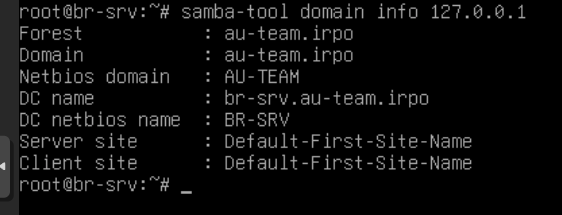 root@br-srv:~# samba-tool domain info 127.0.0.1
Forest           : au-team.irpo
Domain           : au-team.irpo
Netbios domain   : AU-TEAM
DC name          : br-srv.au-team.irpo
DC netbios name  : BR-SRV
Server site      : Default-First-Site-Name
Client site      : Default-First-Site-Name
root@br-srv:~# _